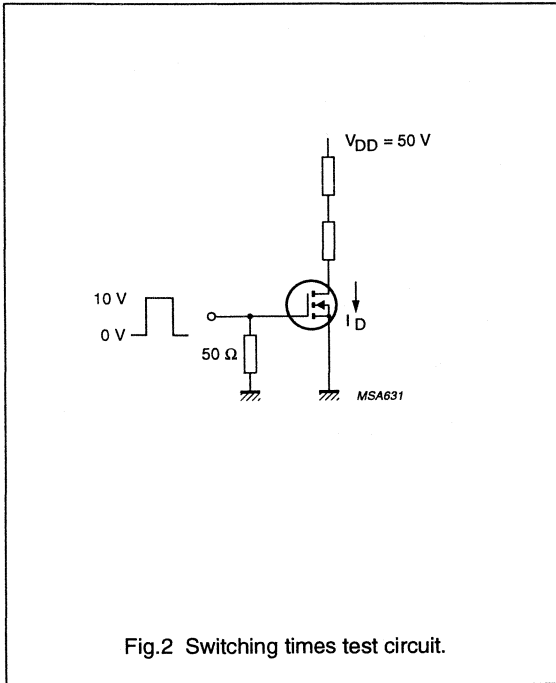 V_DD = 50 V
10 V
0 V
I_D
50 Ω
MSA631
Fig.2 Switching times test circuit.